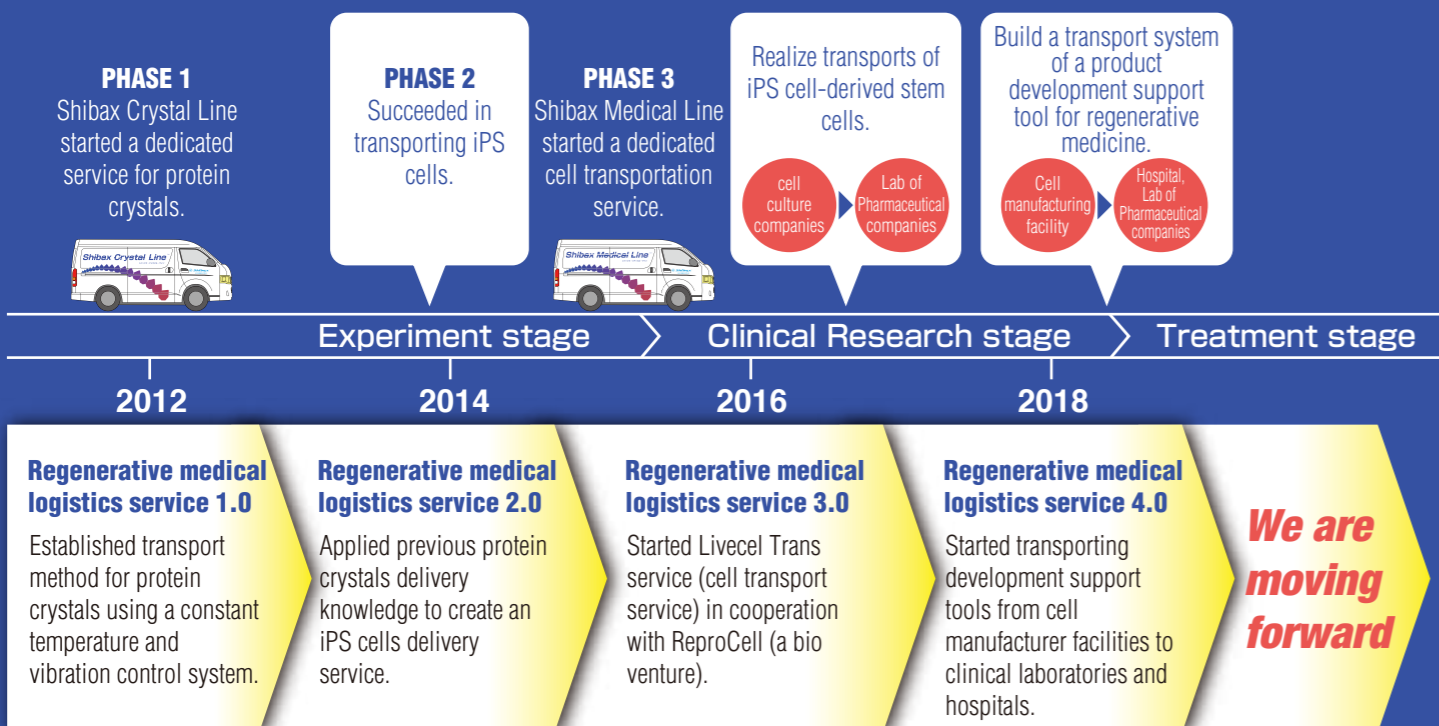 PHASE 1
Shibax Crystal Line
started a dedicated
service for protein
crystals.
Shibax Crystal Line
PHASE 2
Succeeded in
transporting iPS
cells.
PHASE 3
Shibax Medical Line
started a dedicated
cell transportation
service.
Shibax Medical Line
Realize transports of
iPS cell-derived stem
cells.
cell
culture
companies
Lab of
Pharmaceutical
companies
Build a transport system
of a product
development support
tool for regenerative
medicine.
Cell
manufacturing
facility
Hospital,
Lab of
Pharmaceutical
companies
Experiment stage
Clinical Research stage
Treatment stage
2012
2014
2016
2018
Regenerative medical
logistics service 1.0
Established transport
method for protein
crystals using a constant
temperature and
vibration control system.
Regenerative medical
logistics service 2.0
Applied previous protein
crystals delivery
knowledge to create an
iPS cells delivery
service.
Regenerative medical
logistics service 3.0
Started Livecel Trans
service (cell transport
service) in cooperation
with ReproCell (a bio
venture).
Regenerative medical
logistics service 4.0
Started transporting
development support
tools from cell
manufacturer facilities to
clinical laboratories and
hospitals.
We are
moving
forward